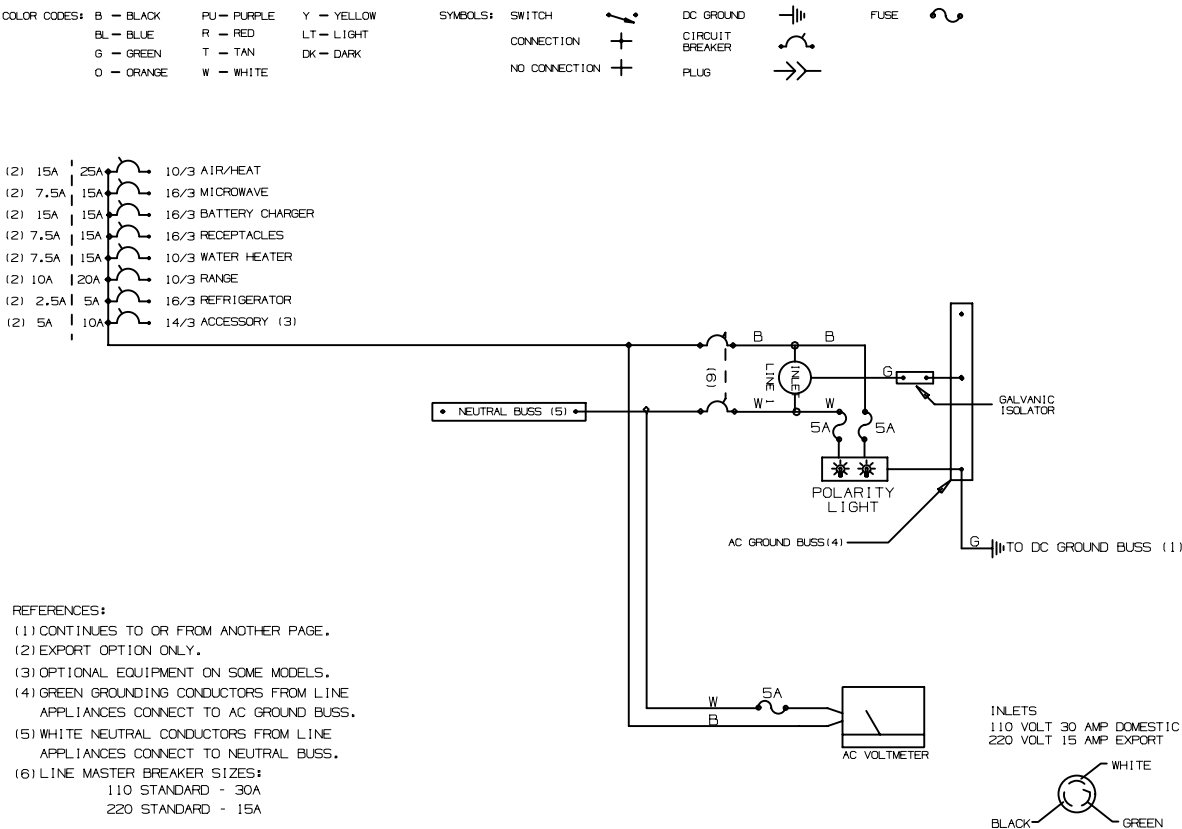 COLOR CODES: B — BLACK PU — PURPLE Y — YELLOW
BL — BLUE R — RED LT — LIGHT
G — GREEN T — TAN DK — DARK
O — ORANGE W — WHITE
SYMBOLS: SWITCH DC GROUND FUSE
CONNECTION CIRCUIT
BREAKER
NO CONNECTION PLUG
(2) 15A 25A 10/3 AIR/HEAT
(2) 7.5A 15A 16/3 MICROWAVE
(2) 15A 15A 16/3 BATTERY CHARGER
(2) 7.5A 15A 16/3 RECEPTACLES
(2) 7.5A 15A 10/3 WATER HEATER
(2) 10A 20A 10/3 RANGE
(2) 2.5A 5A 16/3 REFRIGERATOR
(2) 5A 10A 14/3 ACCESSORY (3)
B B
(6)
LINE 1
INLET
G
GALVANIC
ISOLATOR
NEUTRAL BUSS (5)
W W
5A 5A
POLARITY
LIGHT
AC GROUND BUSS(4)
G TO DC GROUND BUSS (1)
W 5A
B
AC VOLTMETER
REFERENCES:
(1) CONTINUES TO OR FROM ANOTHER PAGE.
(2) EXPORT OPTION ONLY.
(3) OPTIONAL EQUIPMENT ON SOME MODELS.
(4) GREEN GROUNDING CONDUCTORS FROM LINE
APPLIANCES CONNECT TO AC GROUND BUSS.
(5) WHITE NEUTRAL CONDUCTORS FROM LINE
APPLIANCES CONNECT TO NEUTRAL BUSS.
(6) LINE MASTER BREAKER SIZES:
110 STANDARD - 30A
220 STANDARD - 15A
INLETS
110 VOLT 30 AMP DOMESTIC
220 VOLT 15 AMP EXPORT
WHITE
BLACK GREEN